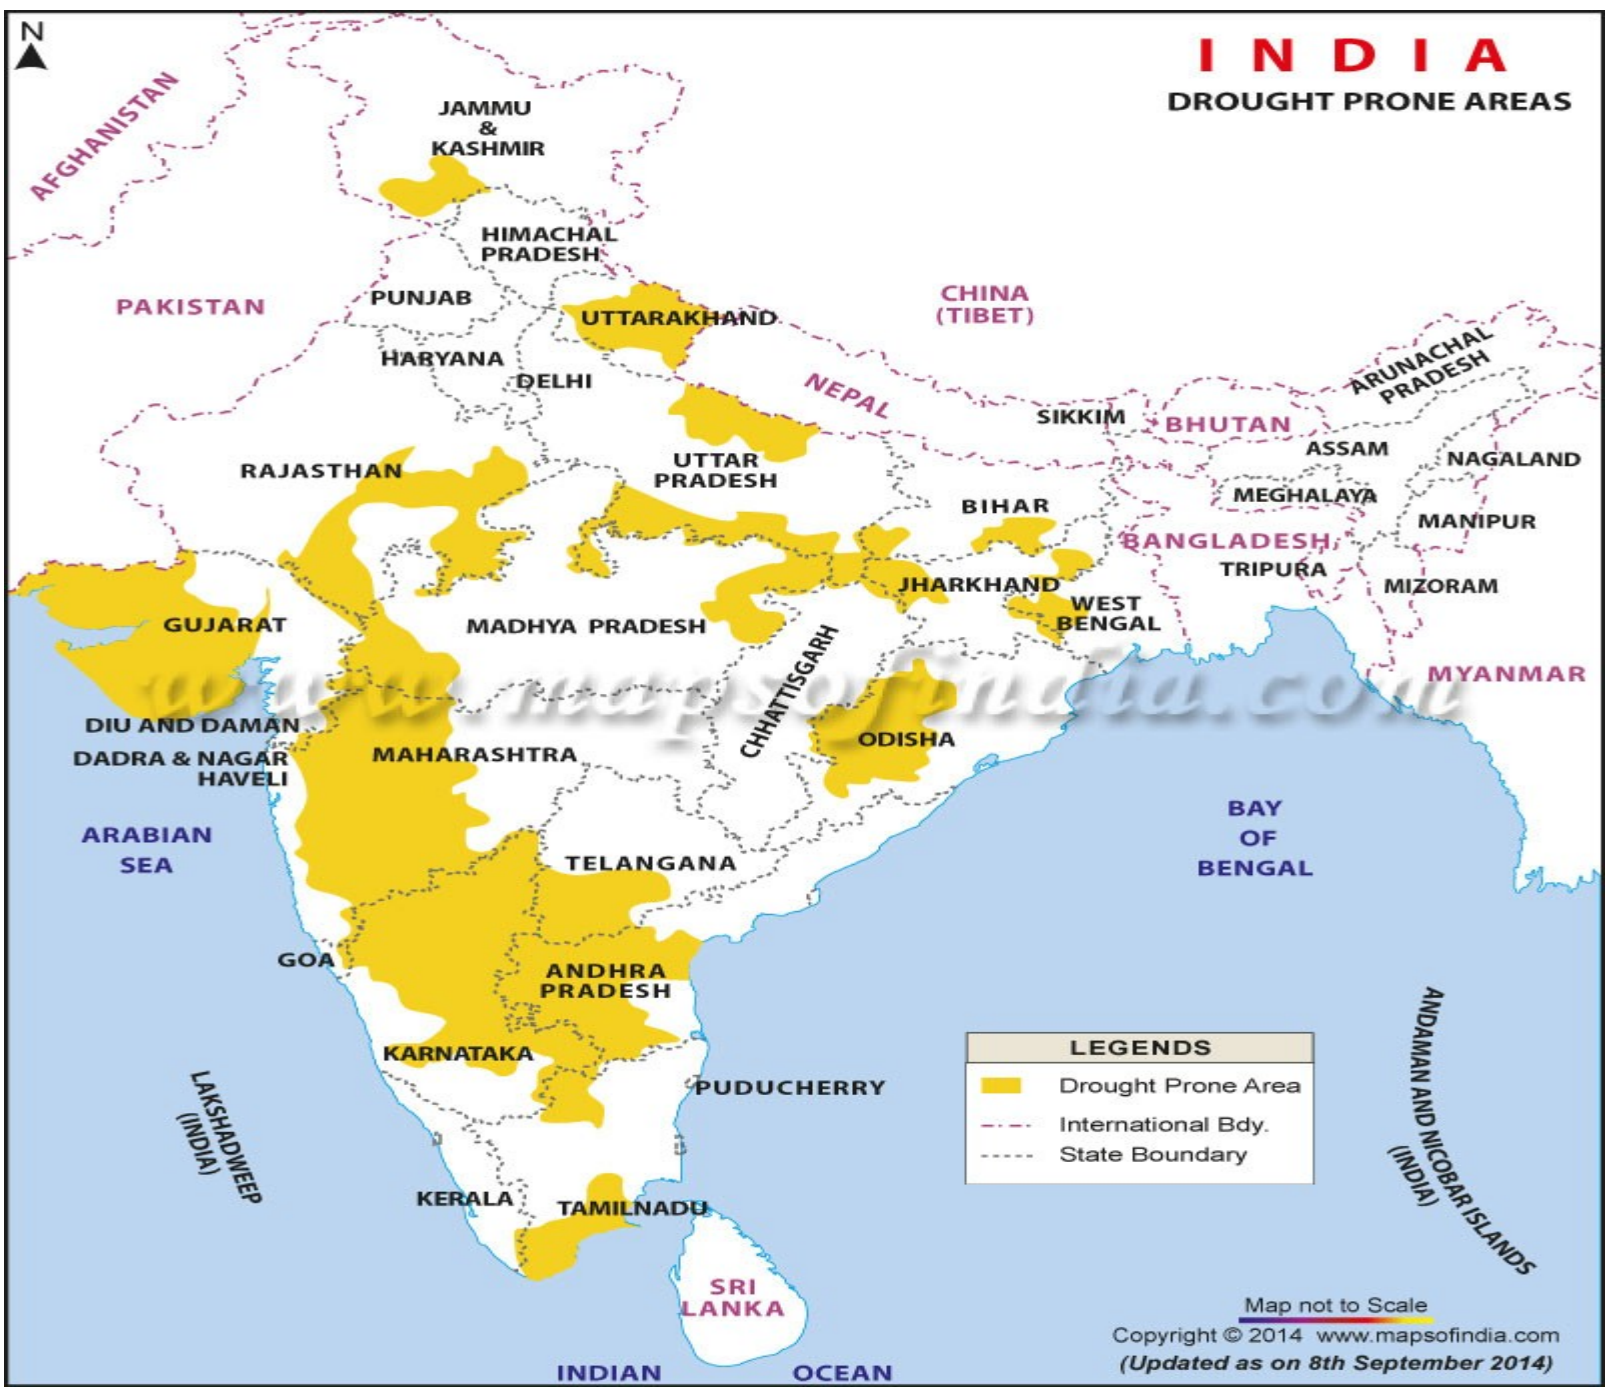 N
I N D I A
DROUGHT PRONE AREAS
AFGHANISTAN
JAMMU
&
KASHMIR
HIMACHAL
PRADESH
PAKISTAN
PUNJAB
CHINA
(TIBET)
UTTARAKHAND
HARYANA
DELHI
NEPAL
SIKKIM
BHUTAN
ARUNACHAL
PRADESH
ASSAM
NAGALAND
RAJASTHAN
UTTAR
PRADESH
MEGHALAYA
BIHAR
MANIPUR
BANGLADESH
TRIPURA
MIZORAM
JHARKHAND
WEST
BENGAL
GUJARAT
MADHYA PRADESH
CHHATTISGARH
MYANMAR
www.mapsofindia.com
DIU AND DAMAN
DADRA & NAGAR
HAVELI
MAHARASHTRA
ODISHA
ARABIAN
SEA
BAY
OF
BENGAL
TELANGANA
GOA
ANDHRA
PRADESH
KARNATAKA
PUDUCHERRY
LAKSHADWEEP
(INDIA)
KERALA
TAMILNADU
ANDAMAN AND NICOBAR ISLANDS
(INDIA)
LEGENDS
Drought Prone Area
International Bdy.
State Boundary
SRI
LANKA
INDIAN OCEAN
Map not to Scale
Copyright © 2014 www.mapsofindia.com
(Updated as on 8th September 2014)